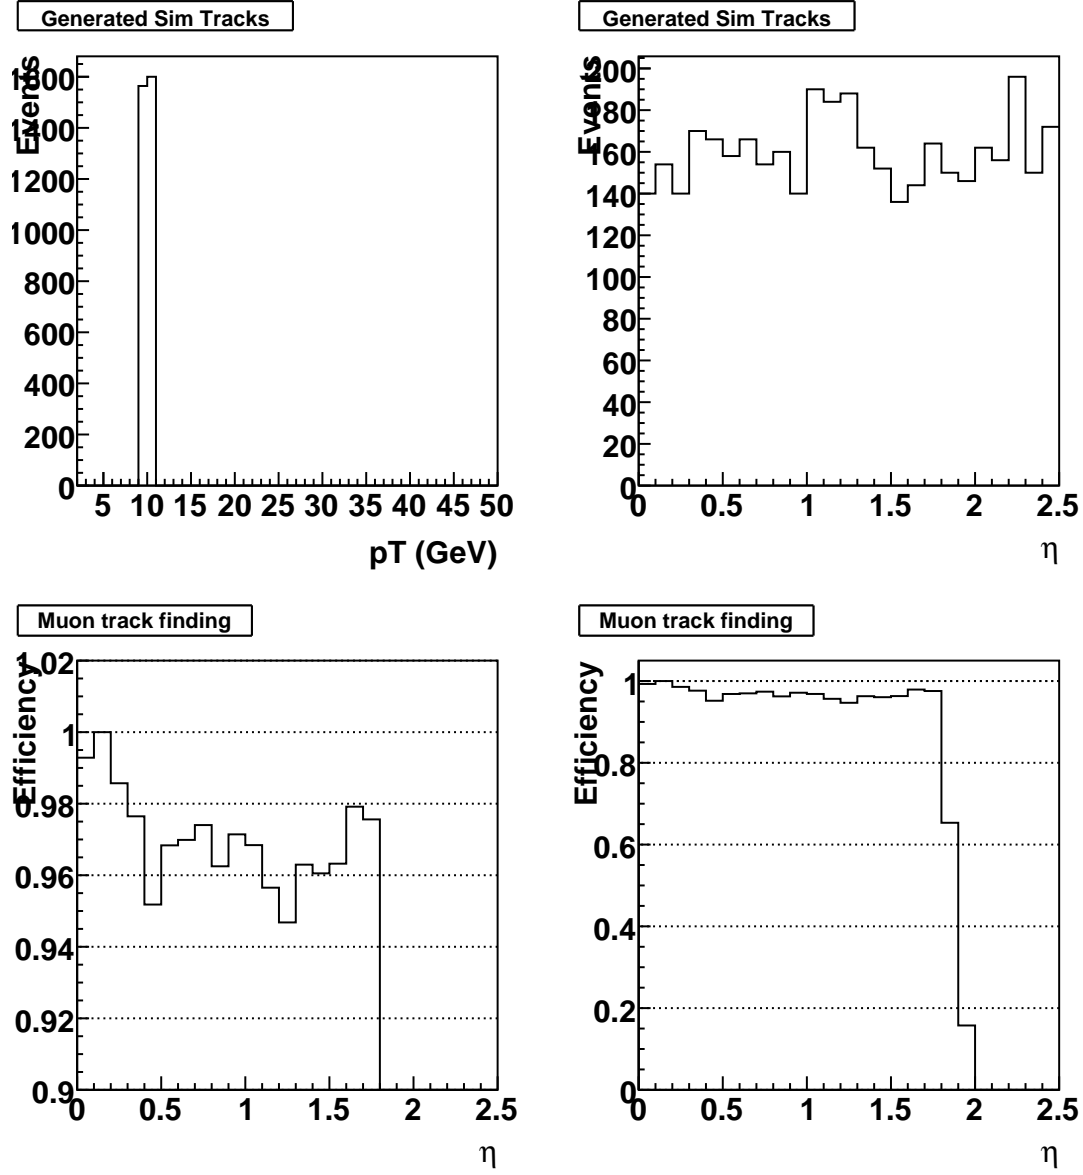 Generated Sim Tracks
Events
1600
1400
1200
1000
800
600
400
200
0
5 10 15 20 25 30 35 40 45 50
pT (GeV)
Generated Sim Tracks
Events
200
180
160
140
120
100
80
60
40
20
0
0 0.5 1 1.5 2 2.5
η
Muon track finding
Efficiency
1.02
1
0.98
0.96
0.94
0.92
0.9
0 0.5 1 1.5 2 2.5
η
Muon track finding
Efficiency
1
0.8
0.6
0.4
0.2
0
0 0.5 1 1.5 2 2.5
η